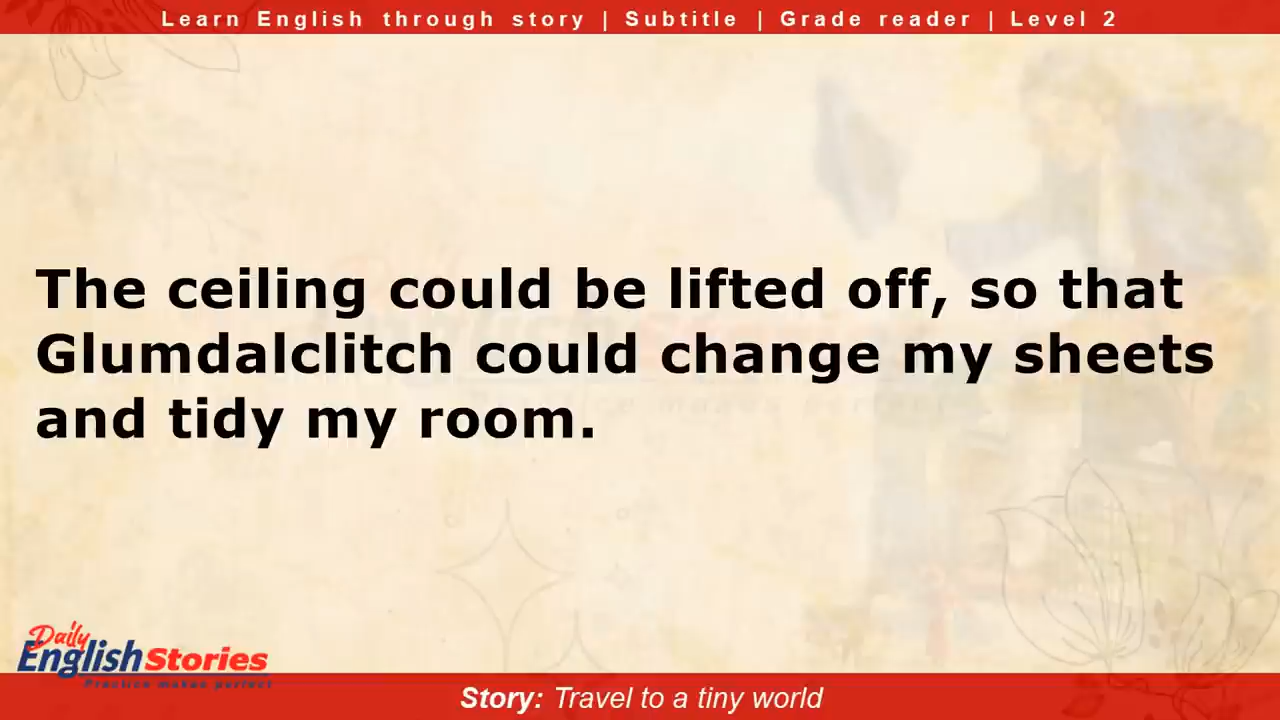 Learn English through story | Subtitle | Grade reader | Level 2
The ceiling could be lifted off, so that
Glumdalclitch could change my sheets
and tidy my room.
Daily
English Stories
Practice makes perfect
Story: Travel to a tiny world